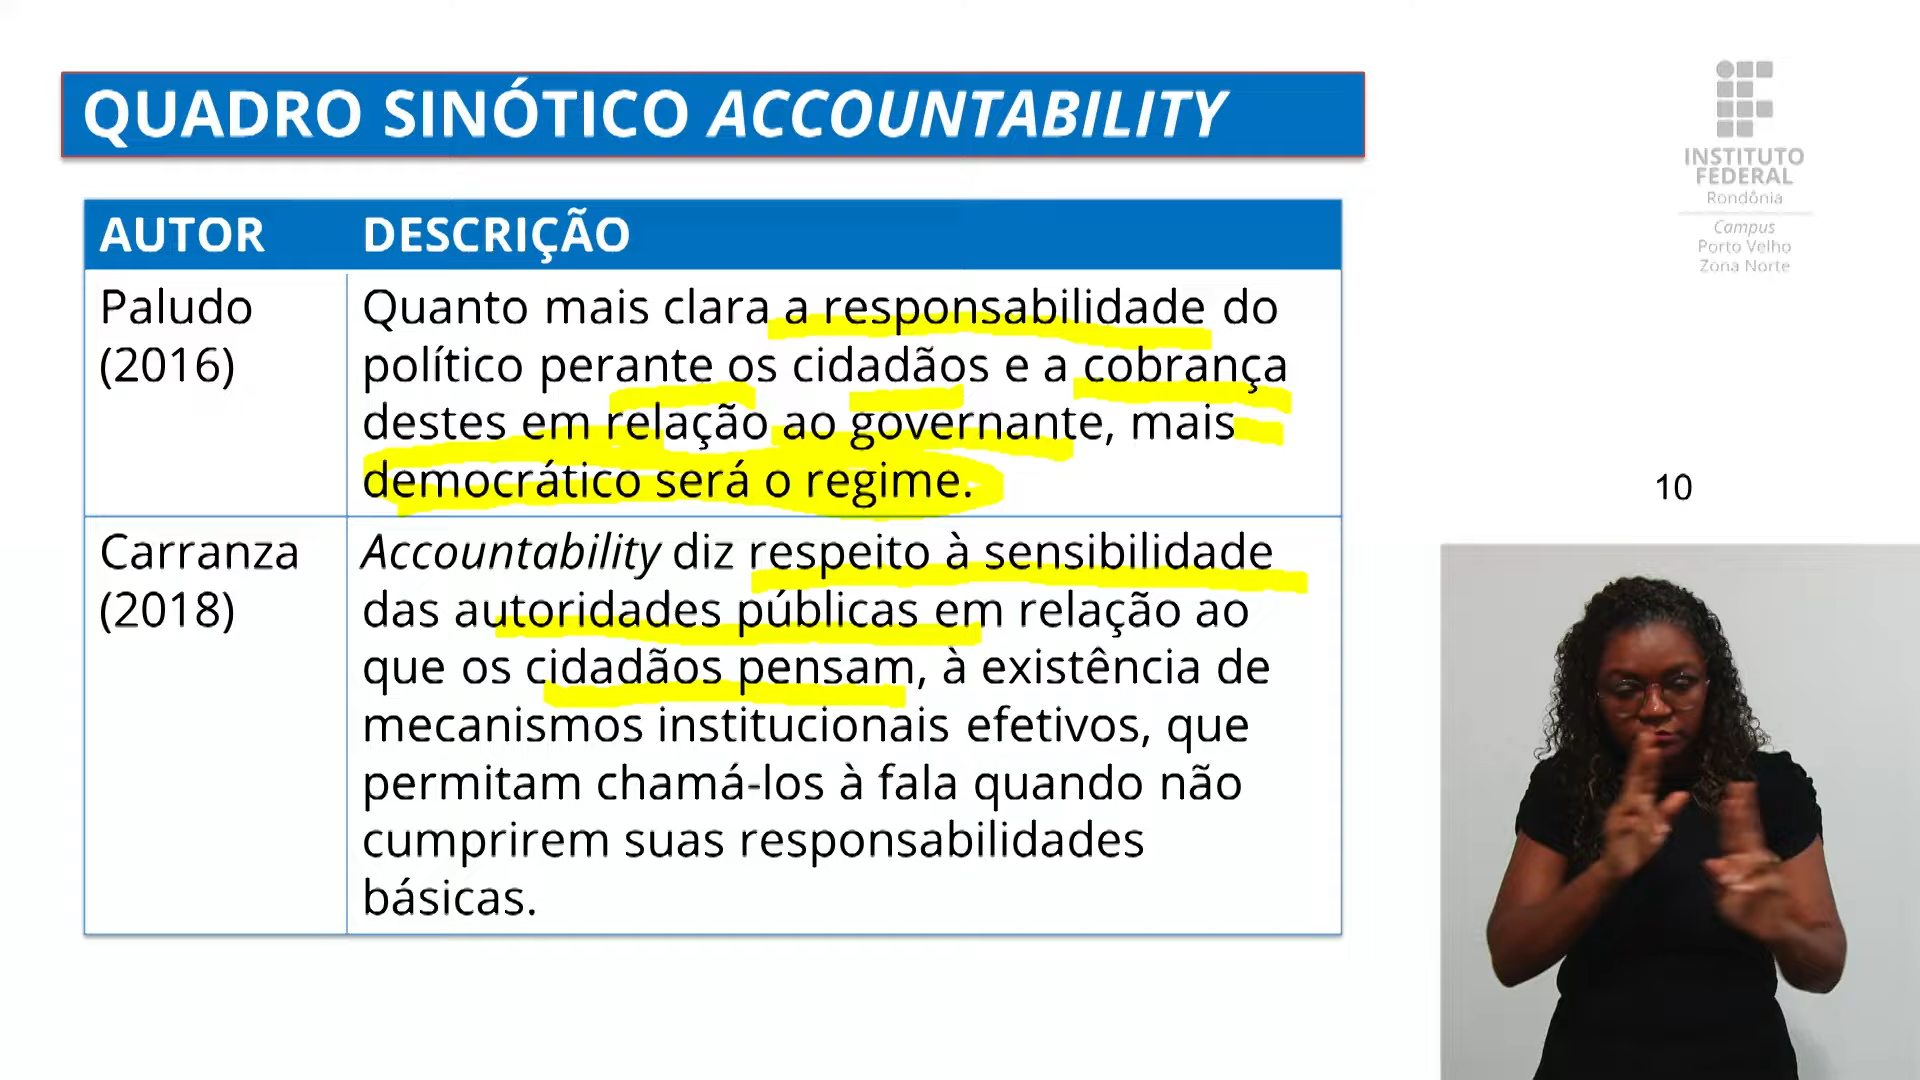 QUADRO SINÓTICO ACCOUNTABILITY
INSTITUTO
FEDERAL
Rondônia
Campus
Porto Velho
Zona Norte
AUTOR DESCRIÇÃO
Paludo
(2016)
Quanto mais clara a responsabilidade do
político perante os cidadãos e a cobrança
destes em relação ao governante, mais
democrático será o regime.
Carranza
(2018)
Accountability diz respeito à sensibilidade
das autoridades públicas em relação ao
que os cidadãos pensam, à existência de
mecanismos institucionais efetivos, que
permitam chamá-los à fala quando não
cumprirem suas responsabilidades
básicas.
10